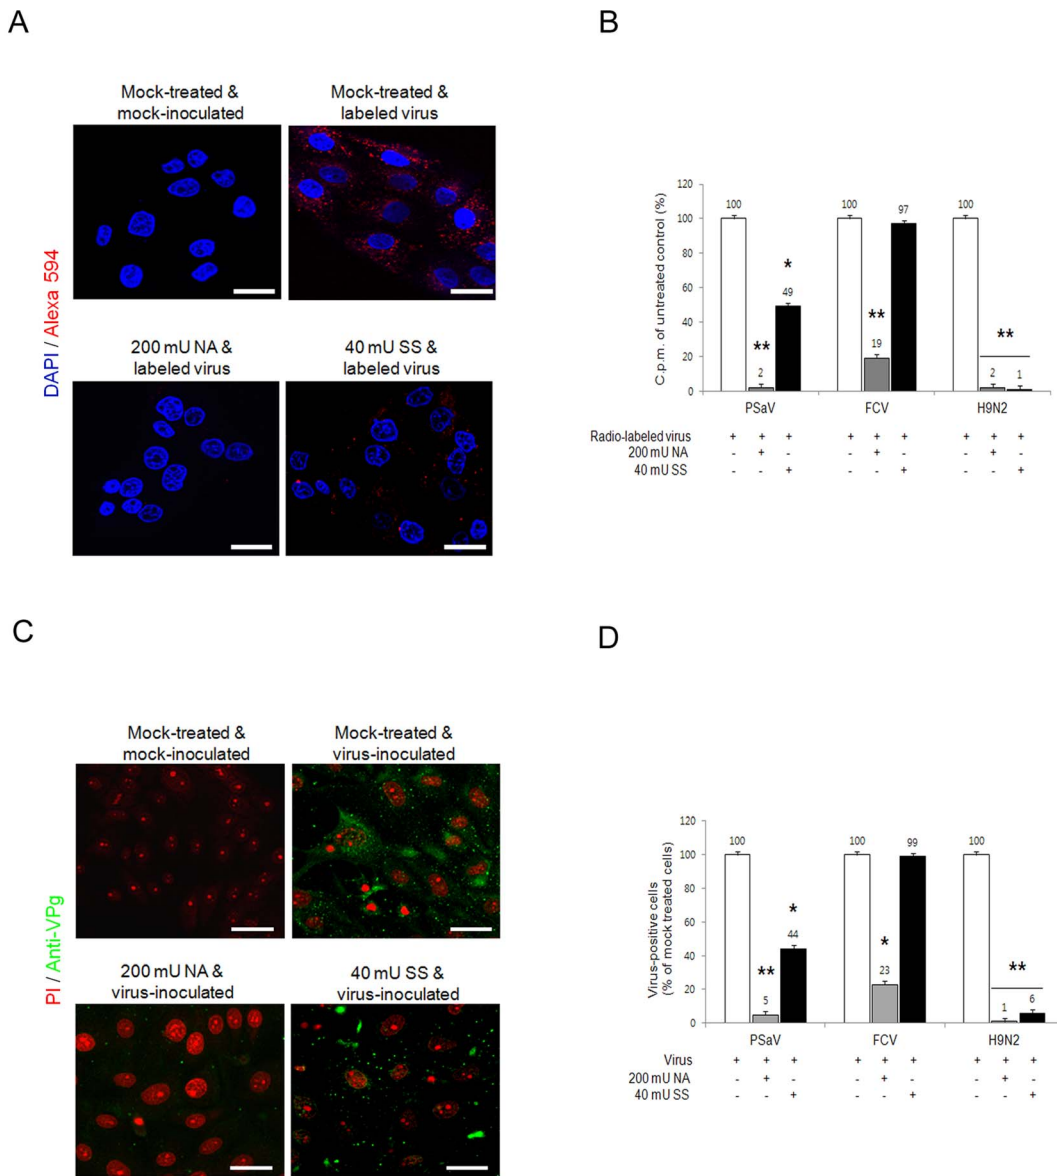 A
Mock-treated &
mock-inoculated
Mock-treated &
labeled virus
200 mU NA &
labeled virus
40 mU SS &
labeled virus
DAPI / Alexa 594
B
C.p.m. of untreated control (%)
120
100
80
60
40
20
0
100
**
2
*
49
100
**
19
97
100
**
2
1
PSaV
FCV
H9N2
Radio-labeled virus + + + + + + + + +
200 mU NA - + - - + - - + -
40 mU SS - - + - - + - - +
C
Mock-treated &
mock-inoculated
Mock-treated &
virus-inoculated
200 mU NA &
virus-inoculated
40 mU SS &
virus-inoculated
PI / Anti-VPg
D
Virus-positive cells
(% of mock treated cells)
120
100
80
60
40
20
0
100
**
5
*
44
100
*
23
99
100
**
1
6
PSaV
FCV
H9N2
Virus + + + + + + + + +
200 mU NA - + - - + - - + -
40 mU SS - - + - - + - - +